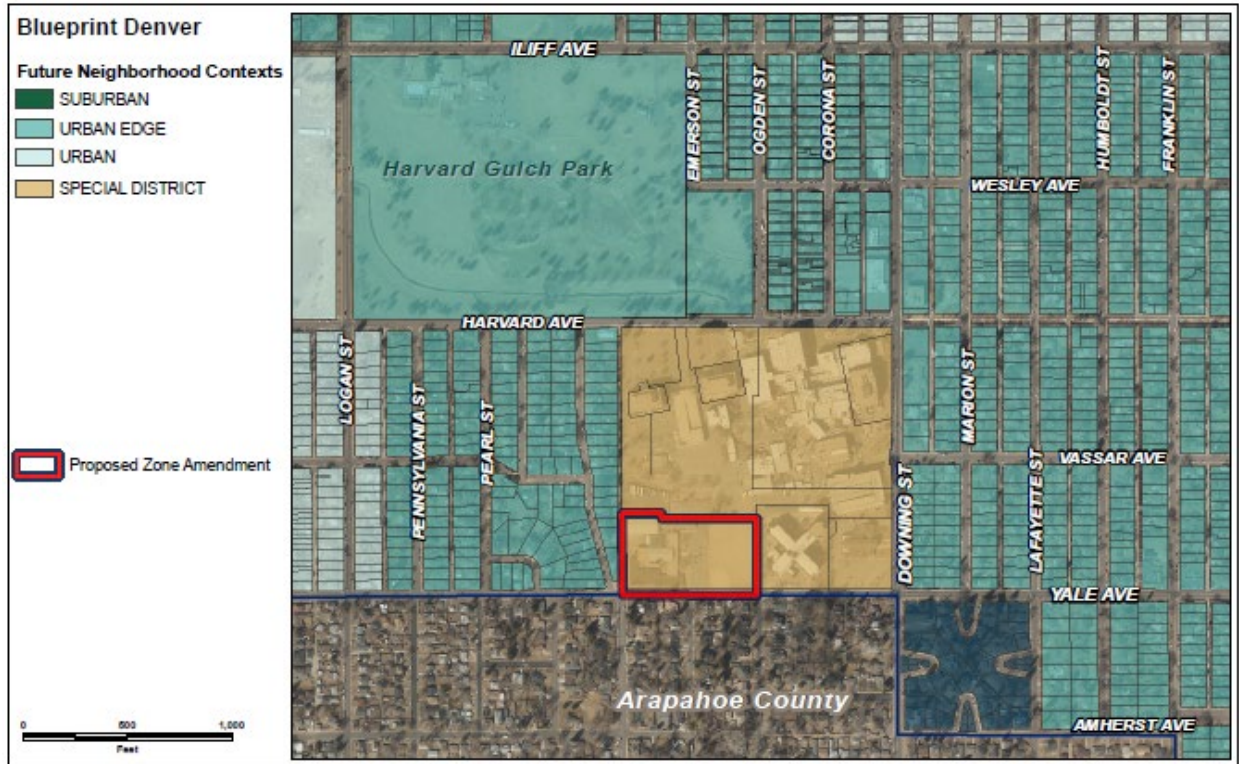 Blueprint Denver
Future Neighborhood Contexts
SUBURBAN
URBAN EDGE
URBAN
SPECIAL DISTRICT
Proposed Zone Amendment
0 500 1,000
Feet
ILIFF AVE
EMERSON ST
OGDEN ST
CORONA ST
HUMBOLDT ST
FRANKLIN ST
Harvard Gulch Park
WESLEY AVE
HARVARD AVE
LOGAN ST
PENNSYLVANIA ST
PEARL ST
MARION ST
VASSAR AVE
DOWNING ST
LAFAYETTE ST
YALE AVE
Arapahoe County
AMHERST AVE